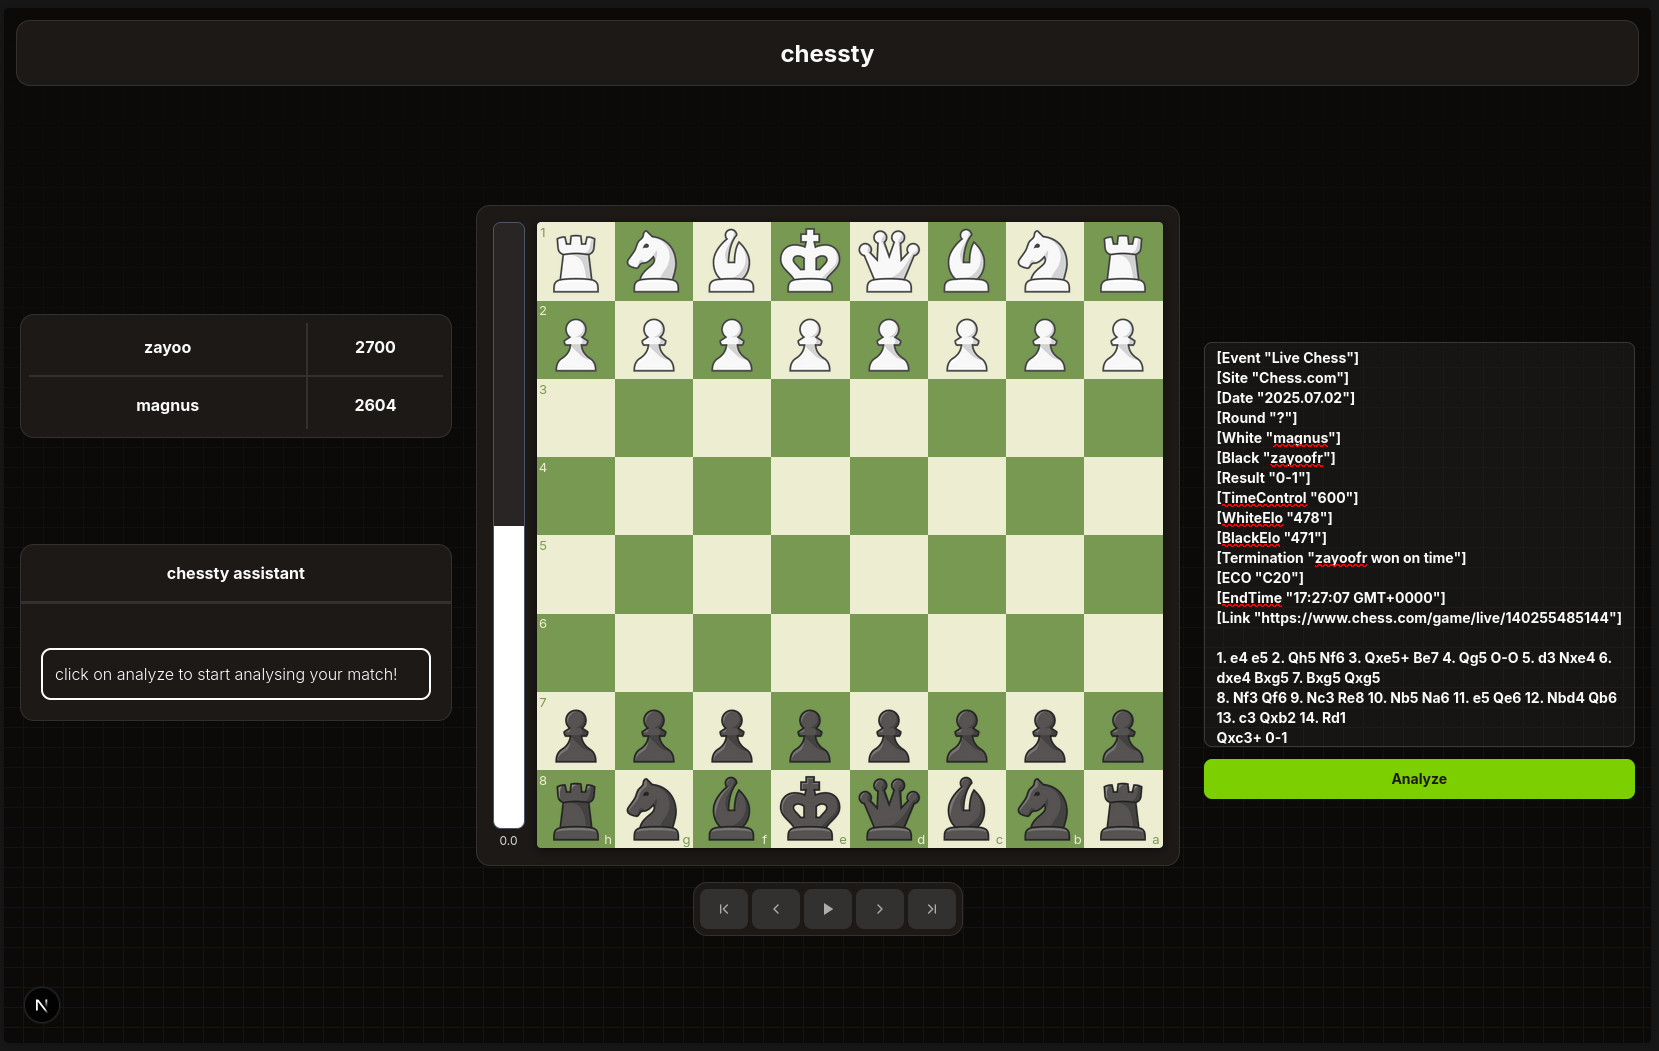 chessty
zayoo 2700
magnus 2604
chessty assistant
click on analyze to start analysing your match!
1
2
3
4
5
6
7
8
h g f e d c b a
0.0
[Event "Live Chess"]
[Site "Chess.com"]
[Date "2025.07.02"]
[Round "?"]
[White "magnus"]
[Black "zayoofr"]
[Result "0-1"]
[TimeControl "600"]
[WhiteElo "478"]
[BlackElo "471"]
[Termination "zayoofr won on time"]
[ECO "C20"]
[EndTime "17:27:07 GMT+0000"]
[Link "https://www.chess.com/game/live/140255485144"]
1. e4 e5 2. Qh5 Nf6 3. Qxe5+ Be7 4. Qg5 O-O 5. d3 Nxe4 6.
dxe4 Bxg5 7. Bxg5 Qxg5
8. Nf3 Qf6 9. Nc3 Re8 10. Nb5 Na6 11. e5 Qe6 12. Nbd4 Qb6
13. c3 Qxb2 14. Rd1
Qxc3+ 0-1
Analyze
N